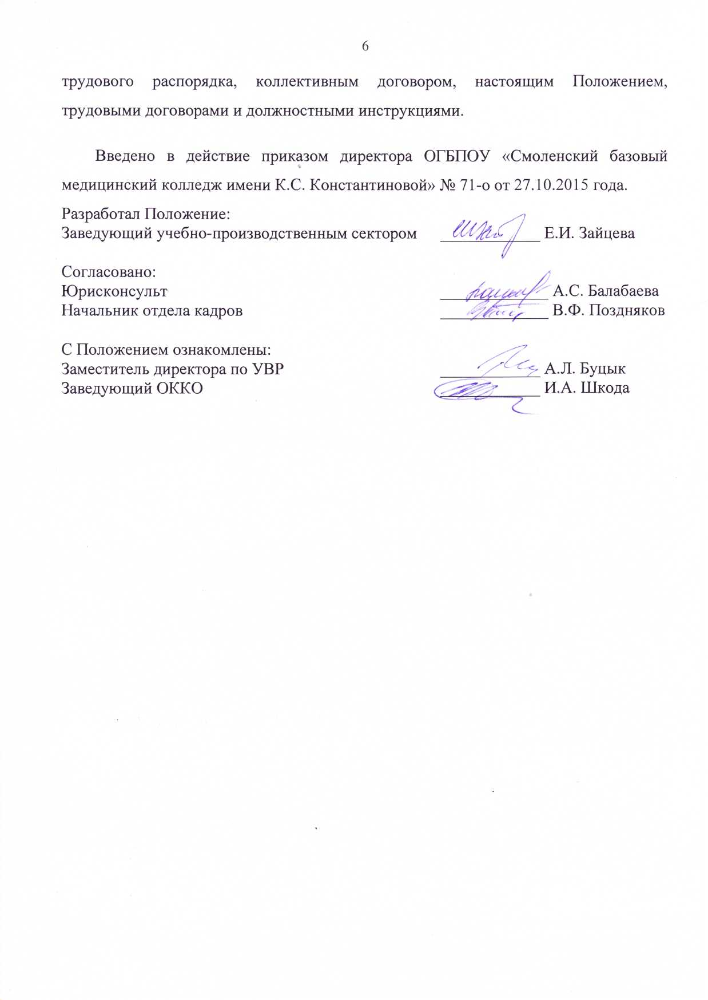 6
трудового распорядка, коллективным договором, настоящим Положением,
трудовыми договорами и должностными инструкциями.
Введено в действие приказом директора ОГБПОУ «Смоленский базовый
медицинский колледж имени К.С. Константиновой» № 71-о от 27.10.2015 года.
Разработал Положение:
Заведующий учебно-производственным сектором ____________ Е.И. Зайцева
Согласовано:
Юрисконсульт _____________ А.С. Балабаева
Начальник отдела кадров _____________ В.Ф. Поздняков
С Положением ознакомлены:
Заместитель директора по УВР ____________ А.Л. Буцык
Заведующий ОККО ____________ И.А. Шкода